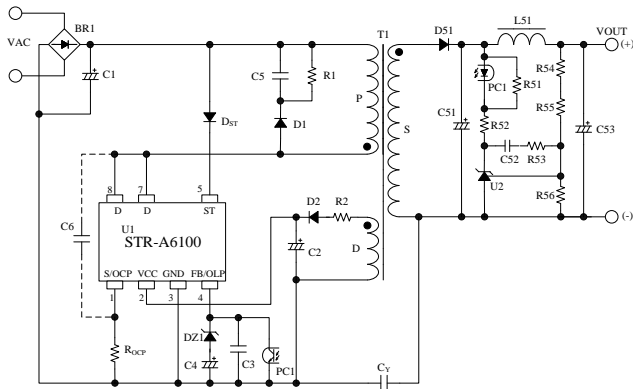 BR1
VAC
C1
C5
R1
P
D1
DST
T1
S
D51
L51
VOUT
(+)
PC1
R51
R54
R55
C51
R52
C52
R53
C53
U2
R56
(-)
8
7
5
D
D
ST
U1
STR-A6100
C6
S/OCP
VCC
GND
FB/OLP
1
2
3
4
D2
R2
C2
D
ROCP
DZ1
C4
C3
PC1
CY